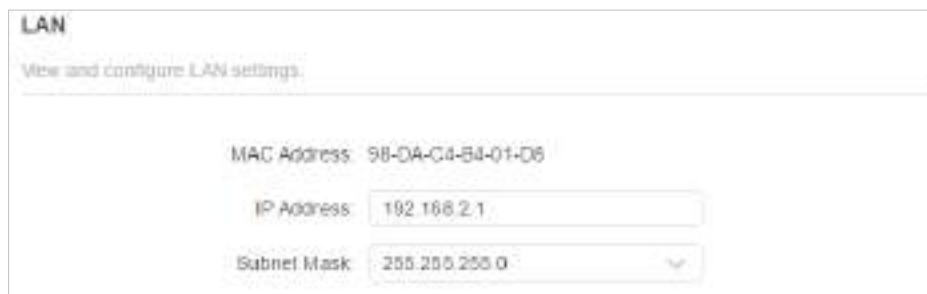 LAN
View and configure LAN settings.
MAC Address: 98-DA-C4-B4-01-D8
IP Address: 192.168.2.1
Subnet Mask: 255.255.255.0